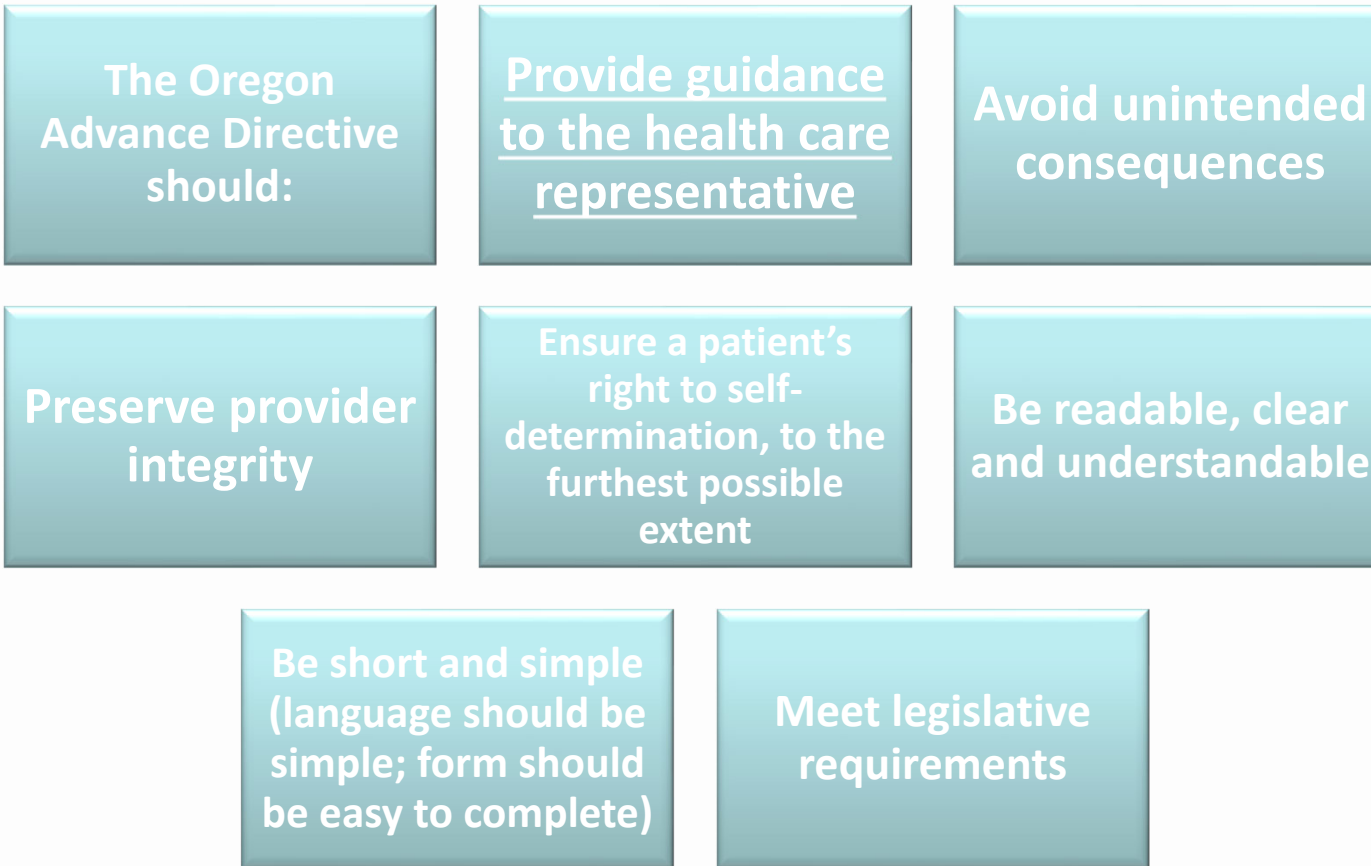 The Oregon
Advance Directive
should:
Provide guidance
to the health care
representative
Avoid unintended
consequences
Preserve provider
integrity
Ensure a patient’s
right to self-
determination, to the
furthest possible
extent
Be readable, clear
and understandable
Be short and simple
(language should be
simple; form should
be easy to complete)
Meet legislative
requirements